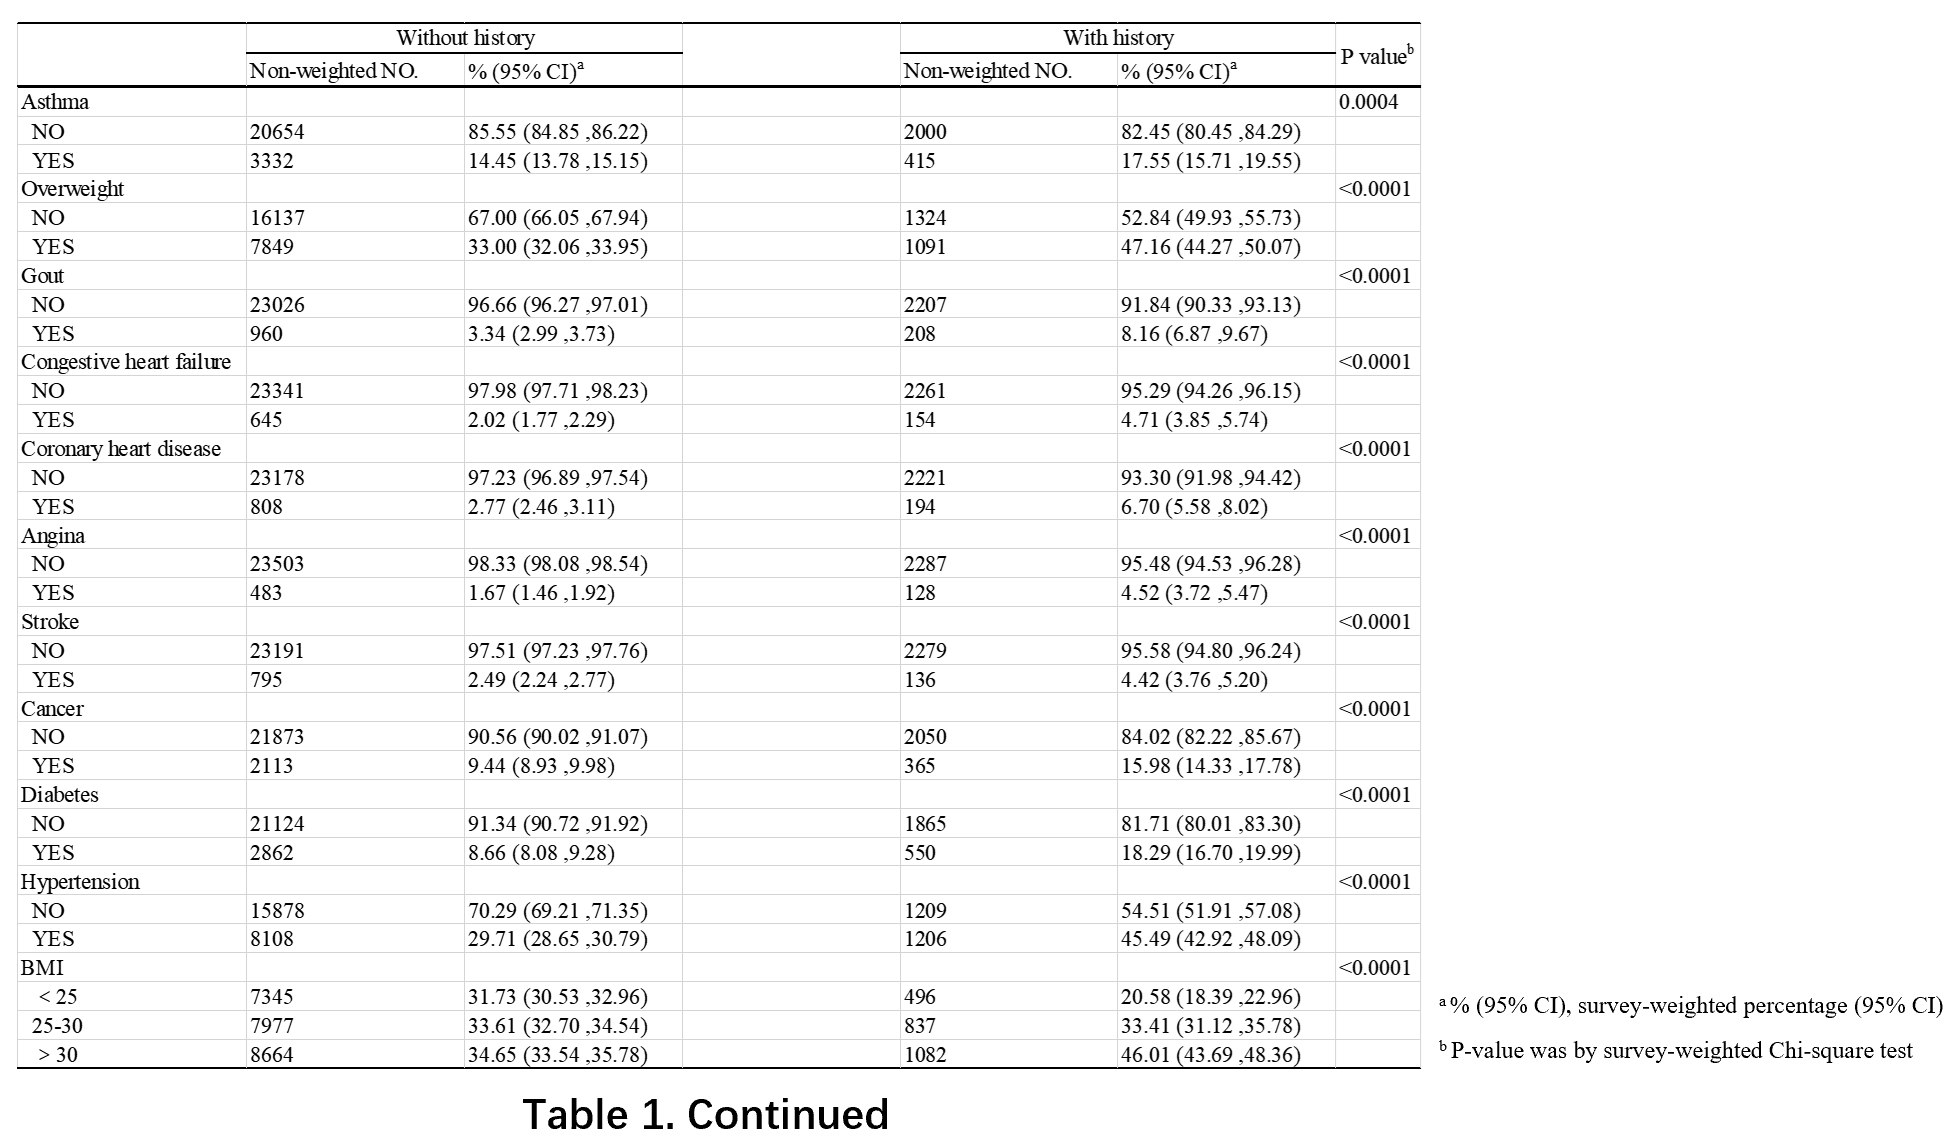 Without history With history P value^b
Non-weighted NO. % (95% CI)^a Non-weighted NO. % (95% CI)^a
Asthma 0.0004
NO 20654 85.55 (84.85 ,86.22) 2000 82.45 (80.45 ,84.29)
YES 3332 14.45 (13.78 ,15.15) 415 17.55 (15.71 ,19.55)
Overweight <0.0001
NO 16137 67.00 (66.05 ,67.94) 1324 52.84 (49.93 ,55.73)
YES 7849 33.00 (32.06 ,33.95) 1091 47.16 (44.27 ,50.07)
Gout <0.0001
NO 23026 96.66 (96.27 ,97.01) 2207 91.84 (90.33 ,93.13)
YES 960 3.34 (2.99 ,3.73) 208 8.16 (6.87 ,9.67)
Congestive heart failure <0.0001
NO 23341 97.98 (97.71 ,98.23) 2261 95.29 (94.26 ,96.15)
YES 645 2.02 (1.77 ,2.29) 154 4.71 (3.85 ,5.74)
Coronary heart disease <0.0001
NO 23178 97.23 (96.89 ,97.54) 2221 93.30 (91.98 ,94.42)
YES 808 2.77 (2.46 ,3.11) 194 6.70 (5.58 ,8.02)
Angina <0.0001
NO 23503 98.33 (98.08 ,98.54) 2287 95.48 (94.53 ,96.28)
YES 483 1.67 (1.46 ,1.92) 128 4.52 (3.72 ,5.47)
Stroke <0.0001
NO 23191 97.51 (97.23 ,97.76) 2279 95.58 (94.80 ,96.24)
YES 795 2.49 (2.24 ,2.77) 136 4.42 (3.76 ,5.20)
Cancer <0.0001
NO 21873 90.56 (90.02 ,91.07) 2050 84.02 (82.22 ,85.67)
YES 2113 9.44 (8.93 ,9.98) 365 15.98 (14.33 ,17.78)
Diabetes <0.0001
NO 21124 91.34 (90.72 ,91.92) 1865 81.71 (80.01 ,83.30)
YES 2862 8.66 (8.08 ,9.28) 550 18.29 (16.70 ,19.99)
Hypertension <0.0001
NO 15878 70.29 (69.21 ,71.35) 1209 54.51 (51.91 ,57.08)
YES 8108 29.71 (28.65 ,30.79) 1206 45.49 (42.92 ,48.09)
BMI <0.0001
< 25 7345 31.73 (30.53 ,32.96) 496 20.58 (18.39 ,22.96)
25-30 7977 33.61 (32.70 ,34.54) 837 33.41 (31.12 ,35.78)
> 30 8664 34.65 (33.54 ,35.78) 1082 46.01 (43.69 ,48.36)
^a % (95% CI), survey-weighted percentage (95% CI)
^b P-value was by survey-weighted Chi-square test
Table 1. Continued